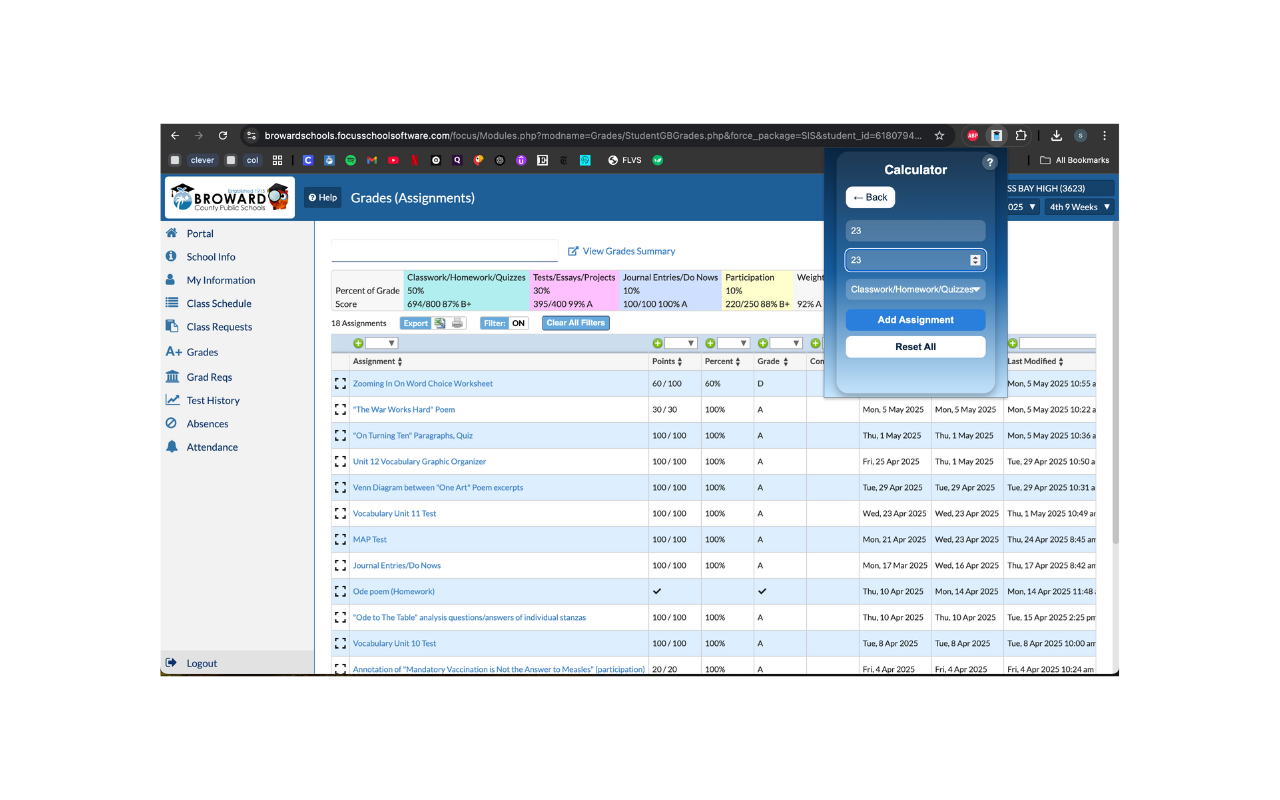 browardschools.focusschoolsoftware.com/focus/Modules.php?modname=Grades/StudentGBGrades.php&force_package=SIS&student_id=6180794...
ABP
S
clever
col
FLVS
All Bookmarks
Established 1915
BROWARD
County Public Schools
? Help
Grades (Assignments)
SS BAY HIGH (3623)
025 ▼
4th 9 Weeks ▼
Calculator
?
← Back
23
23
Classwork/Homework/Quizzes
Add Assignment
Reset All
Portal
School Info
My Information
Class Schedule
Class Requests
A+ Grades
Grad Reqs
Test History
Absences
Attendance
Logout
View Grades Summary
Classwork/Homework/Quizzes Tests/Essays/Projects Journal Entries/Do Nows Participation Weight
Percent of Grade 50% 30% 10% 10%
Score 694/800 87% B+ 395/400 99% A 100/100 100% A 220/250 88% B+ 92% A
18 Assignments Export Filter: ON Clear All Filters
Assignment Points Percent Grade Con Last Modified
Zooming In On Word Choice Worksheet 60 / 100 60% D Mon, 5 May 2025 10:55 a
"The War Works Hard" Poem 30 / 30 100% A Mon, 5 May 2025 Mon, 5 May 2025 Mon, 5 May 2025 10:22 a
"On Turning Ten" Paragraphs, Quiz 100 / 100 100% A Thu, 1 May 2025 Thu, 1 May 2025 Mon, 5 May 2025 10:36 a
Unit 12 Vocabulary Graphic Organizer 100 / 100 100% A Fri, 25 Apr 2025 Thu, 1 May 2025 Tue, 29 Apr 2025 10:50 a
Venn Diagram between "One Art" Poem excerpts 100 / 100 100% A Tue, 29 Apr 2025 Tue, 29 Apr 2025 Tue, 29 Apr 2025 10:31 a
Vocabulary Unit 11 Test 100 / 100 100% A Wed, 23 Apr 2025 Wed, 23 Apr 2025 Thu, 1 May 2025 10:49 ar
MAP Test 100 / 100 100% A Mon, 21 Apr 2025 Wed, 23 Apr 2025 Thu, 24 Apr 2025 8:45 am
Journal Entries/Do Nows 100 / 100 100% A Mon, 17 Mar 2025 Wed, 16 Apr 2025 Thu, 17 Apr 2025 8:42 am
Ode poem (Homework) ✔ ✔ Thu, 10 Apr 2025 Mon, 14 Apr 2025 Mon, 14 Apr 2025 11:48
"Ode to The Table" analysis questions/answers of individual stanzas 100 / 100 100% A Thu, 10 Apr 2025 Thu, 10 Apr 2025 Tue, 15 Apr 2025 2:25 pm
Vocabulary Unit 10 Test 100 / 100 100% A Tue, 8 Apr 2025 Tue, 8 Apr 2025 Tue, 8 Apr 2025 10:00 am
Annotation of "Mandatory Vaccination is Not the Answer to Measles" (participation) 20 / 20 100% A Fri, 4 Apr 2025 Fri, 4 Apr 2025 Fri, 4 Apr 2025 10:24 am